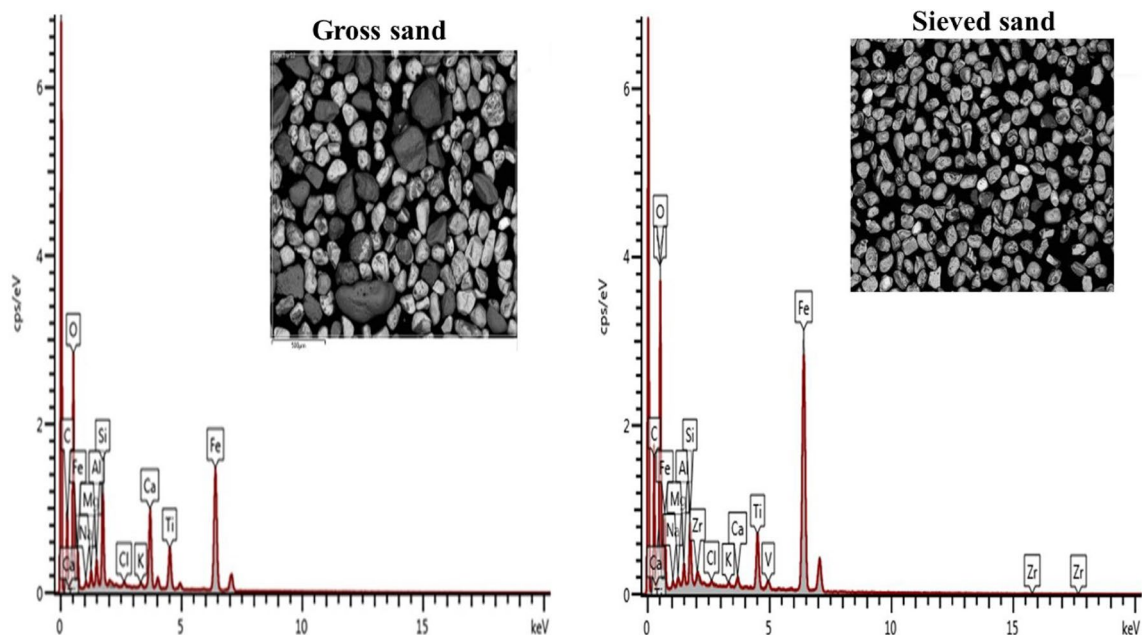 Gross sand
500µm
cps/eV
6
4
2
0
O
C
Si
Fe
Al
Mg
Na
Ca
Cl
K
Ca
Ti
Fe
0
5
10
15
keV
Sieved sand
cps/eV
6
4
2
0
O
C
Si
Fe
Al
Mg
Na
Ca
Ti
Zr
Cl
K
Ca
Ti
V
Fe
Zr
Zr
0
5
10
15
keV